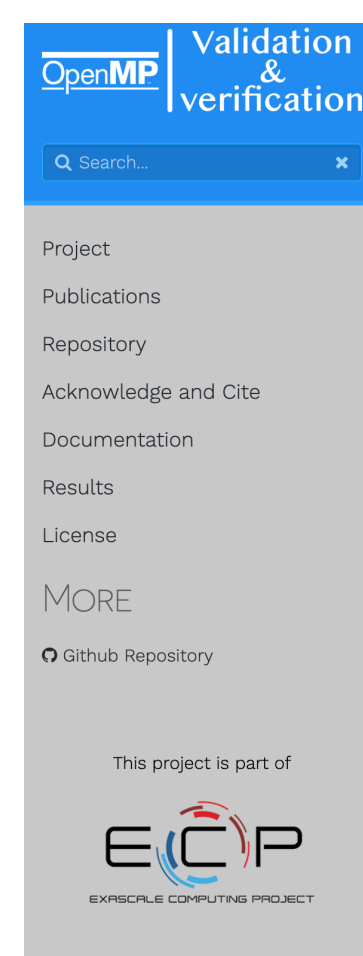 OpenMP
Validation
&
verification
Search...
Project
Publications
Repository
Acknowledge and Cite
Documentation
Results
License
MORE
Github Repository
This project is part of
ECP
EXASCALE COMPUTING PROJECT